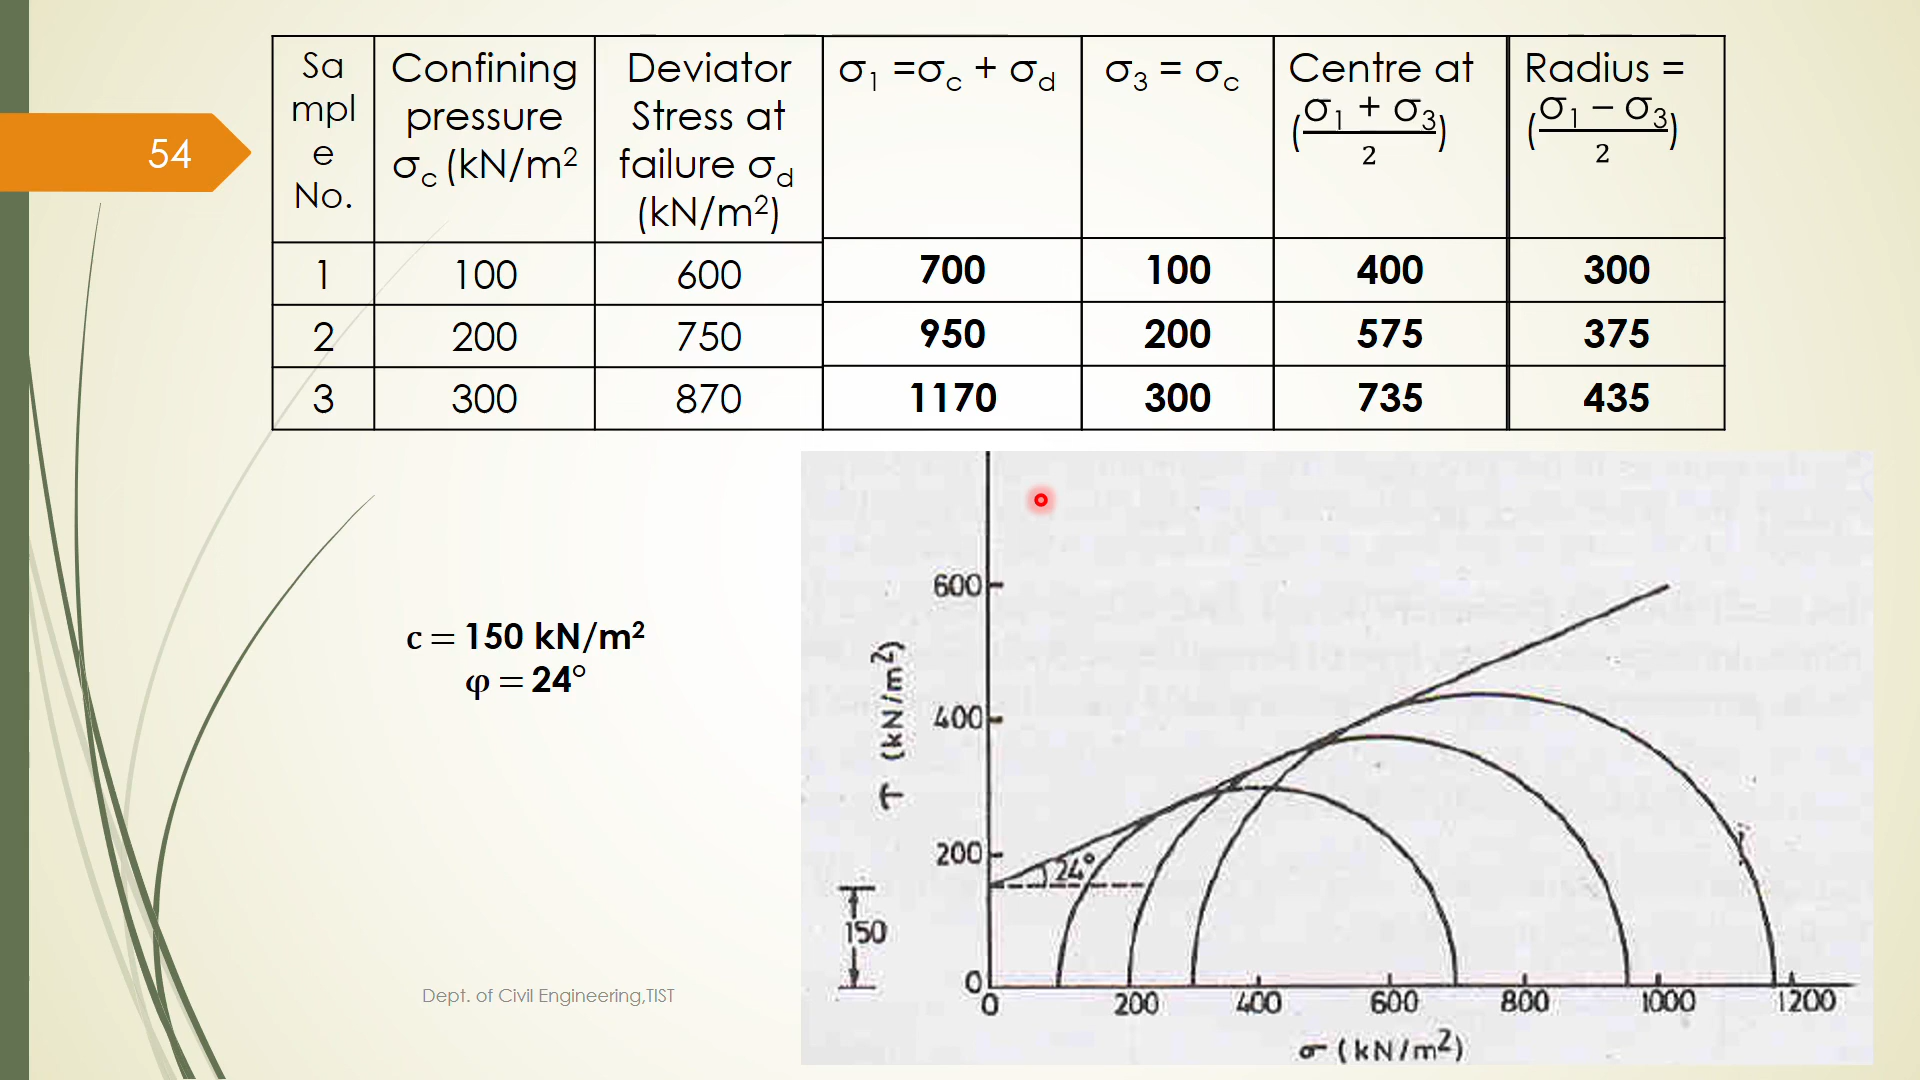 54
Sa
mpl
e
No.
Confining
pressure
σc (kN/m2
Deviator
Stress at
failure σd
(kN/m2)
σ1 =σc + σd
σ3 = σc
Centre at
(σ1 + σ3)
2
Radius =
(σ1 − σ3)
2
1 100 600 700 100 400 300
2 200 750 950 200 575 375
3 300 870 1170 300 735 435
c = 150 kN/m2
φ = 24°
Dept. of Civil Engineering,TIST
τ (kN/m2)
600
400
200
0
24°
150
0 200 400 600 800 1000 1200
σ (kN/m2)